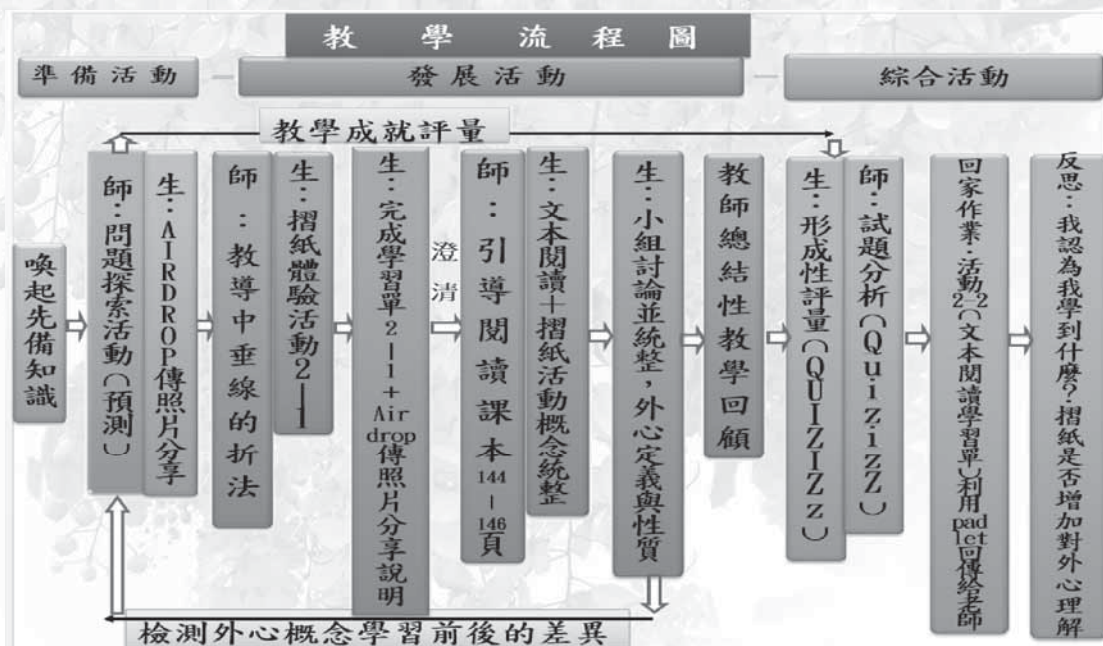 教學流程圖
準備活動
發展活動
綜合活動
教學成就評量
喚起先備知識
師：問題探索活動（預測）
生：AIRDROP傳照片分享
師：教導中垂線的折法
生：摺紙體驗活動2—1
生：完成學習單2—1+Air
drop傳照片分享說明
澄清
師：引導閱讀課本144－146頁
生：文本閱讀＋摺紙活動概念統整
生：小組討論並統整，外心定義與性質
教師總結性教學回顧
生：形成性評量（QUIZIZz）
師：試題分析（QuizizZ）
回家作業：活動2-2（文本閱讀學習單）利用padlet回傳給老師
反思：我認為我學到什麼？摺紙是否增加對外心理解
檢測外心概念學習前後的差異